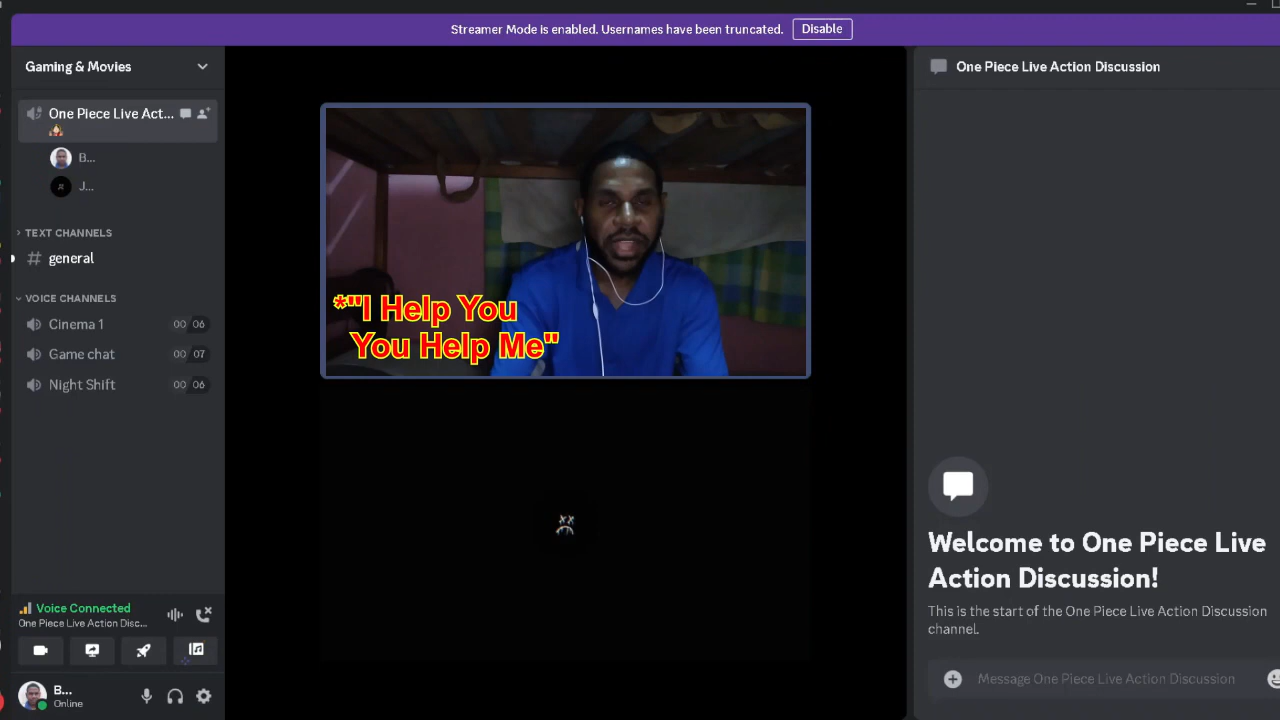 Streamer Mode is enabled. Usernames have been truncated.
Disable
Gaming & Movies
One Piece Live Act...
B...
J...
TEXT CHANNELS
general
VOICE CHANNELS
Cinema 1
00 06
Game chat
00 07
Night Shift
00 06
Voice Connected
One Piece Live Action Disc...
B...
Online
*"I Help You
You Help Me"
One Piece Live Action Discussion
Welcome to One Piece Live
Action Discussion!
This is the start of the One Piece Live Action Discussion
channel.
Message One Piece Live Action Discussion